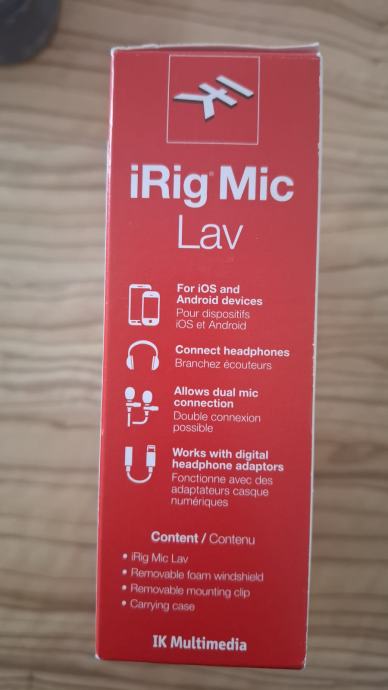 iRig® Mic
Lav
For iOS and
Android devices
Pour dispositifs
iOS et Android
Connect headphones
Branchez écouteurs
Allows dual mic
connection
Double connexion
possible
Works with digital
headphone adaptors
Fonctionne avec des
adaptateurs casque
numériques
Content / Contenu
• iRig Mic Lav
• Removable foam windshield
• Removable mounting clip
• Carrying case
IK Multimedia